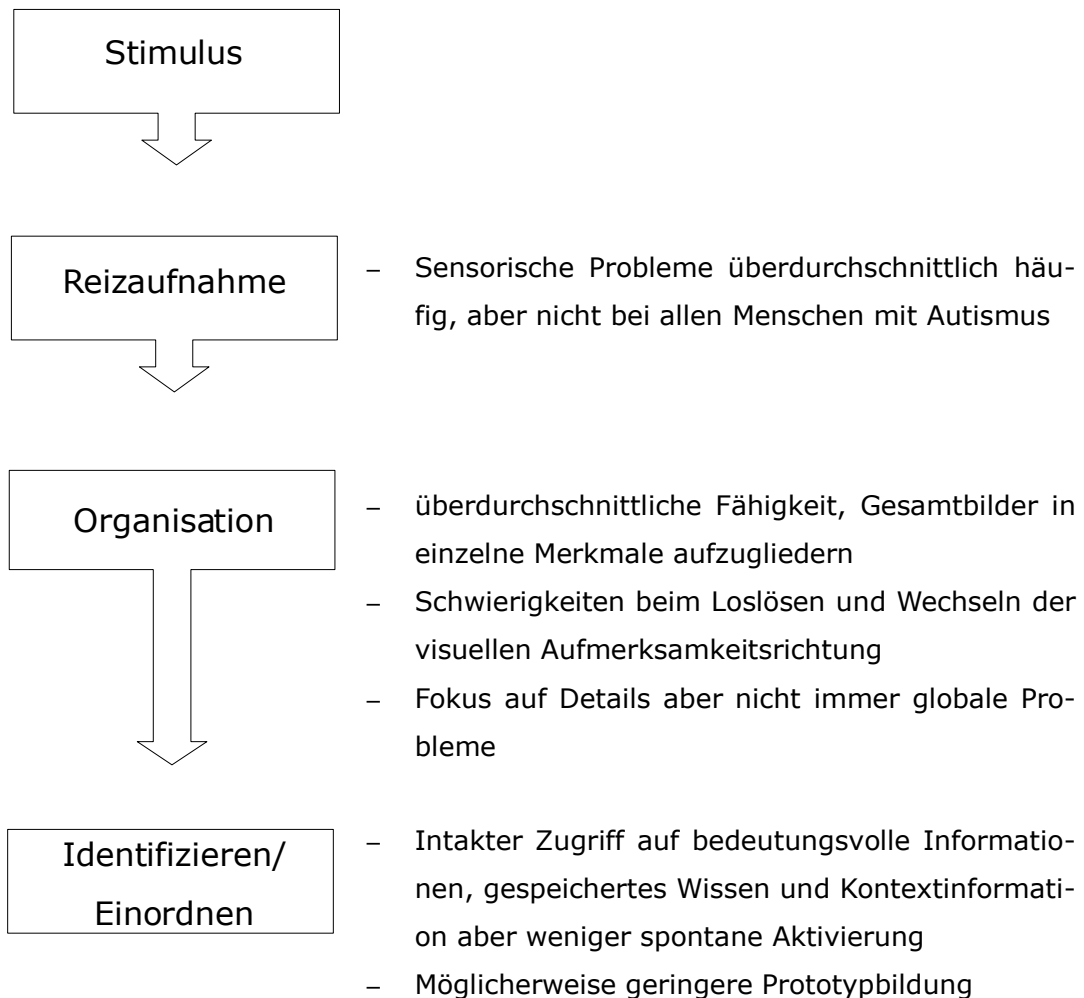 Stimulus
Reizaufnahme
– Sensorische Probleme überdurchschnittlich häu-
fig, aber nicht bei allen Menschen mit Autismus
Organisation
– überdurchschnittliche Fähigkeit, Gesamtbilder in
einzelne Merkmale aufzugliedern
– Schwierigkeiten beim Loslösen und Wechseln der
visuellen Aufmerksamkeitsrichtung
– Fokus auf Details aber nicht immer globale Pro-
bleme
Identifizieren/
Einordnen
– Intakter Zugriff auf bedeutungsvolle Informatio-
nen, gespeichertes Wissen und Kontextinformati-
on aber weniger spontane Aktivierung
– Möglicherweise geringere Prototypbildung